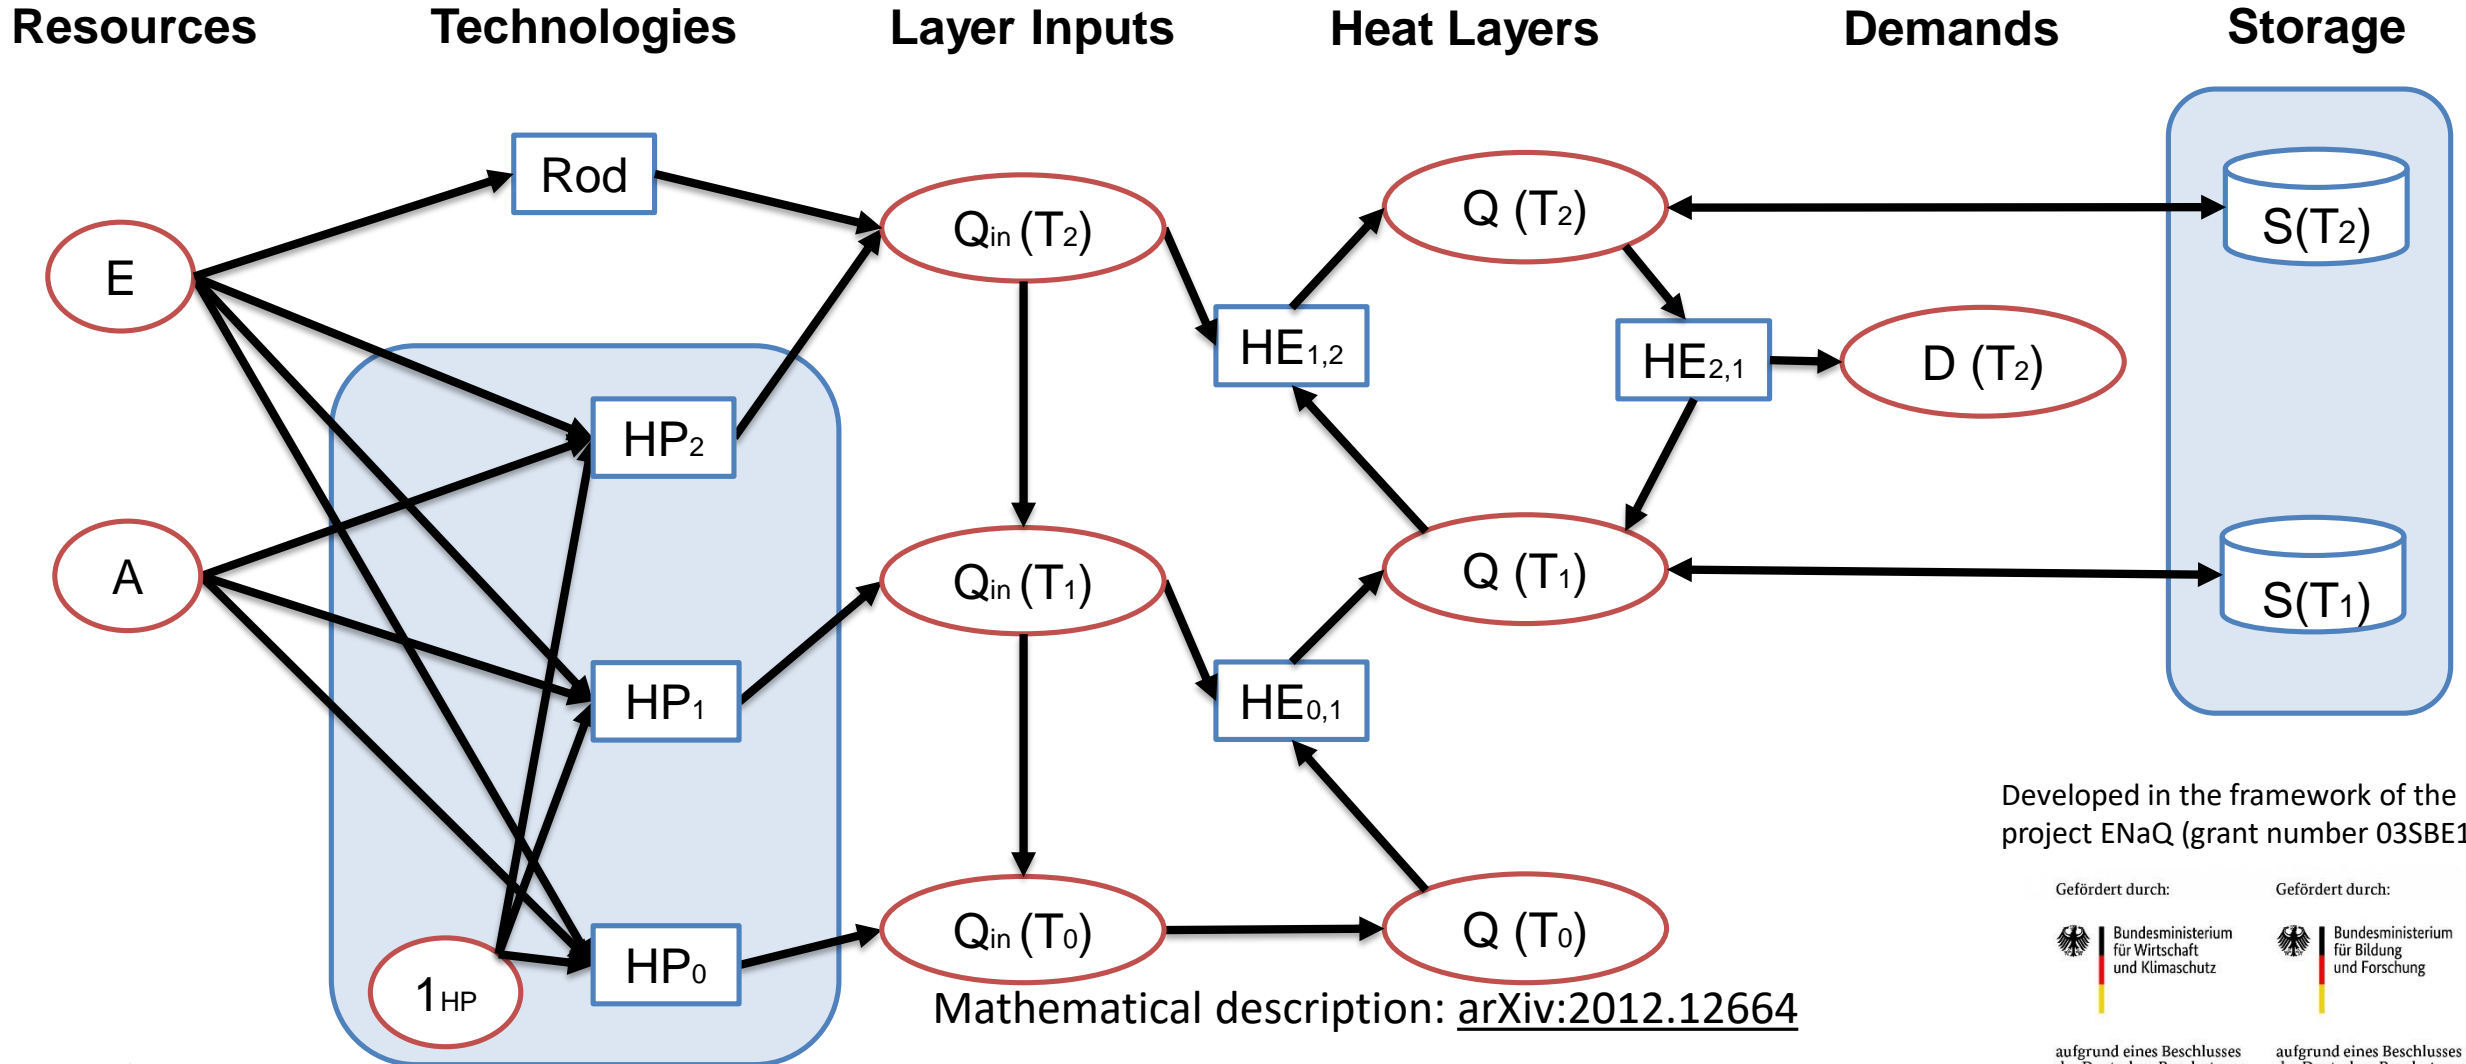 Resources Technologies Layer Inputs Heat Layers Demands Storage
Rod
Qin (T2)
Q (T2)
S(T2)
E
HE1,2
HE2,1
D (T2)
HP2
A
Qin (T1)
Q (T1)
S(T1)
HP1
HE0,1
Developed in the framework of the
project ENaQ (grant number 03SBE1
Qin (T0)
Q (T0)
HP0
1HP
Mathematical description: arXiv:2012.12664
Gefördert durch:
Bundesministerium
für Wirtschaft
und Klimaschutz
aufgrund eines Beschlusses
Gefördert durch:
Bundesministerium
für Bildung
und Forschung
aufgrund eines Beschlusses